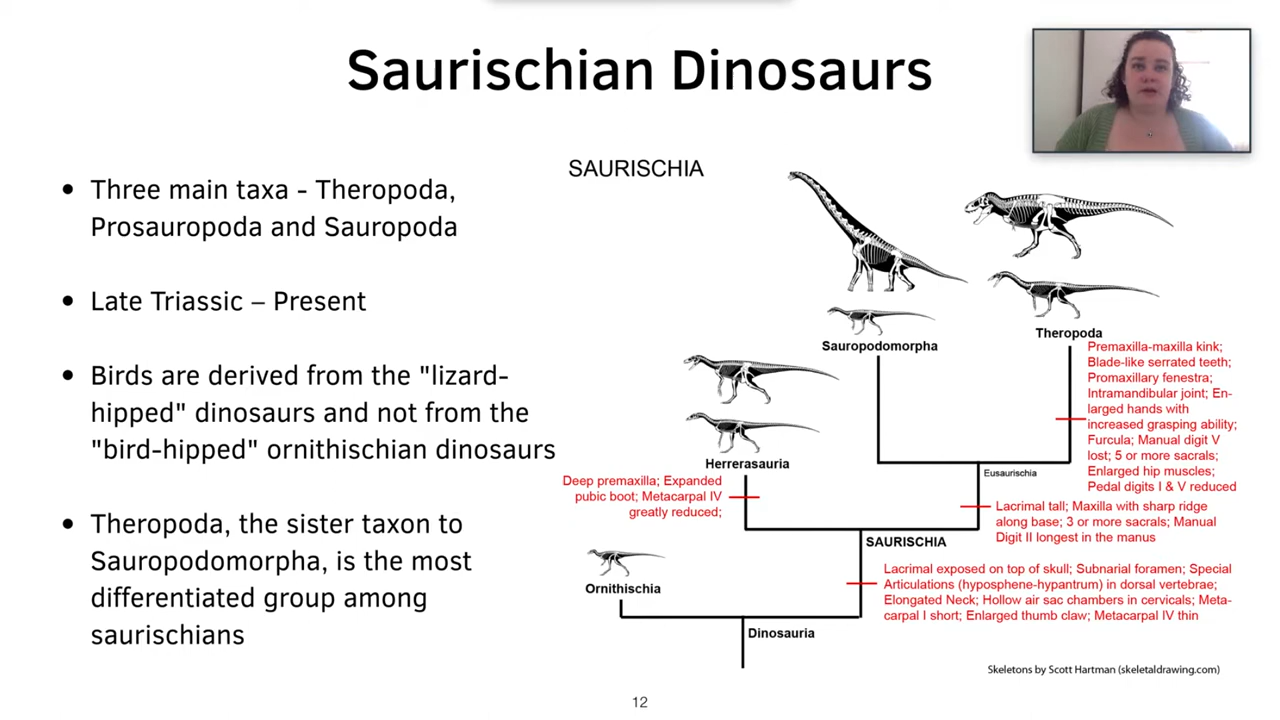 Saurischian Dinosaurs
• Three main taxa - Theropoda,
Prosauropoda and Sauropoda
• Late Triassic – Present
• Birds are derived from the "lizard-
hipped" dinosaurs and not from the
"bird-hipped" ornithischian dinosaurs
• Theropoda, the sister taxon to
Sauropodomorpha, is the most
differentiated group among
saurischians
SAURISCHIA
Theropoda
Premaxilla-maxilla kink;
Blade-like serrated teeth;
Promaxillary fenestra;
Intramandibular joint; En-
larged hands with
increased grasping ability;
Furcula; Manual digit V
lost; 5 or more sacrals;
Enlarged hip muscles;
Pedal digits I & V reduced
Sauropodomorpha
Herrerasauria
Deep premaxilla; Expanded
pubic boot; Metacarpal IV
greatly reduced;
Eusaurischia
Lacrimal tall; Maxilla with sharp ridge
along base; 3 or more sacrals; Manual
Digit II longest in the manus
SAURISCHIA
Lacrimal exposed on top of skull; Subnarial foramen; Special
Articulations (hyposphene-hypantrum) in dorsal vertebrae;
Elongated Neck; Hollow air sac chambers in cervicals; Meta-
carpal I short; Enlarged thumb claw; Metacarpal IV thin
Ornithischia
Dinosauria
Skeletons by Scott Hartman (skeletaldrawing.com)
12